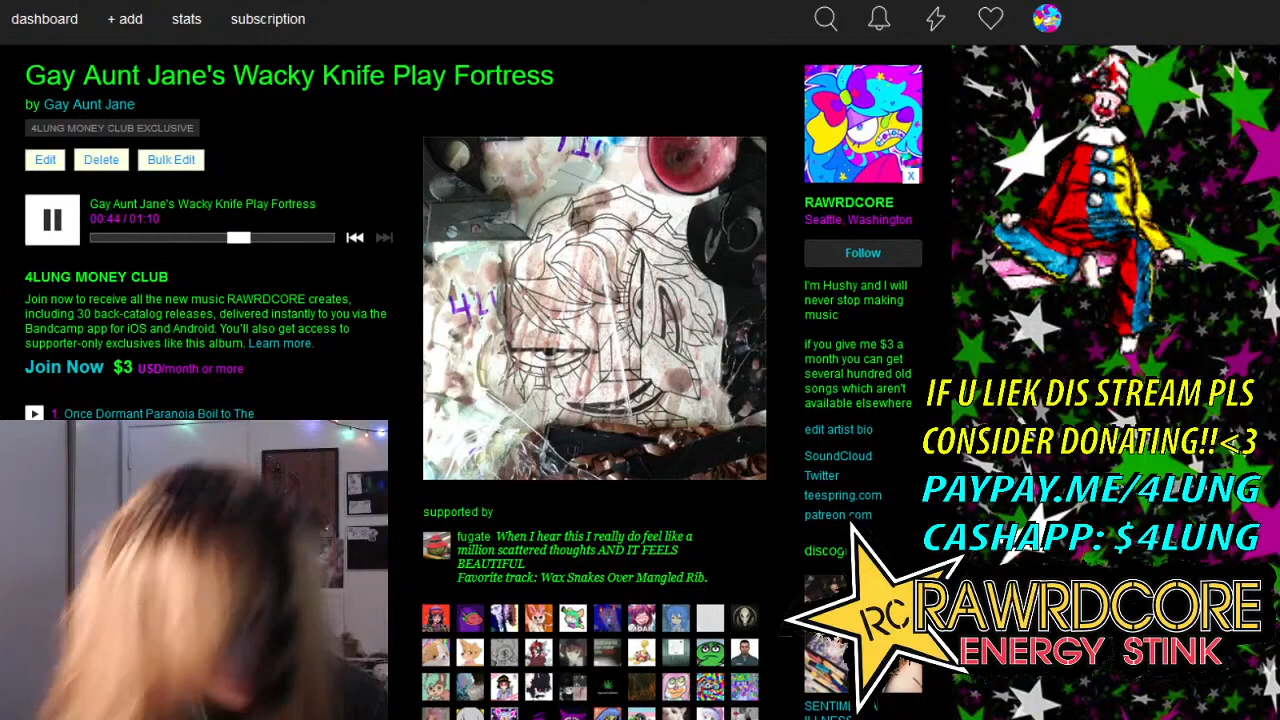 dashboard + add stats subscription
Gay Aunt Jane's Wacky Knife Play Fortress
by Gay Aunt Jane
4LUNG MONEY CLUB EXCLUSIVE
Edit Delete Bulk Edit
Gay Aunt Jane's Wacky Knife Play Fortress
00:44 / 01:10
4LUNG MONEY CLUB
Join now to receive all the new music RAWRDCORE creates,
including 30 back-catalog releases, delivered instantly to you via the
Bandcamp app for iOS and Android. You'll also get access to
supporter-only exclusives like this album. Learn more.
Join Now $3 USD/month or more
1 Once Dormant Paranoia Boil to The
supported by
fugate When I hear this I really do feel like a
million scattered thoughts AND IT FEELS
BEAUTIFUL
Favorite track: Wax Snakes Over Mangled Rib.
X
RAWRDCORE
Seattle, Washington
Follow
I'm Hushy and I will
never stop making
music
if you give me $3 a
month you can get
several hundred old
songs which aren't
available elsewhere
edit artist bio
SoundCloud
Twitter
teespring.com
patreon.com
discog
IF U LIEK DIS STREAM PLS
CONSIDER DONATING!!<3
PAYPAY.ME/4LUNG
CASHAPP: $4LUNG
RC RAWRDCORE
ENERGY STINK